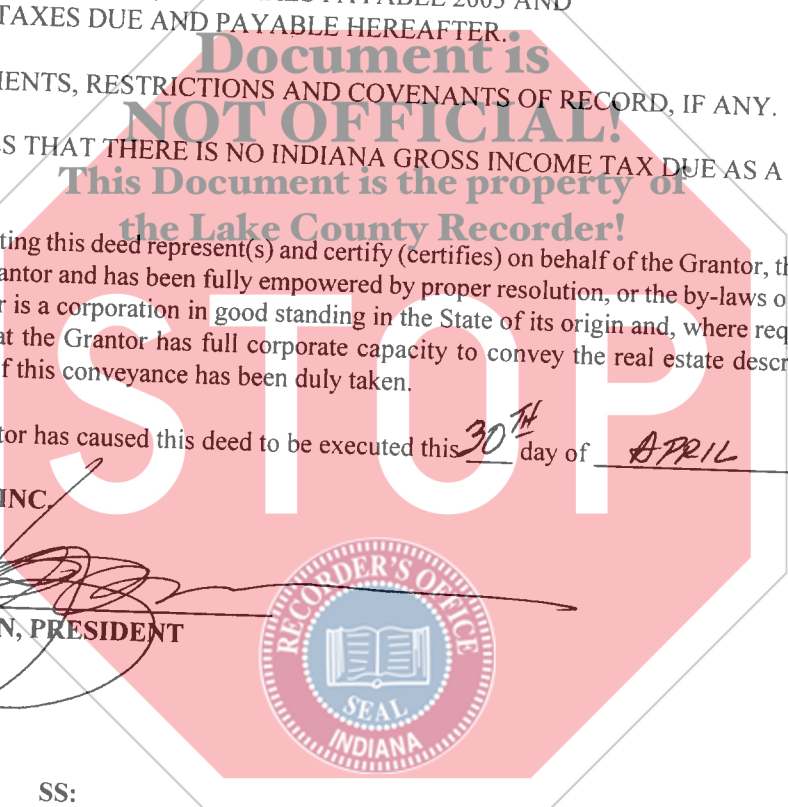 PAYABLE 2005 AND
TAXES DUE AND PAYABLE HEREAFTER.
Document is
MENTS, RESTRICTIONS AND COVENANTS OF RECORD, IF ANY.
NOT OFFICIAL!
ES THAT THERE IS NO INDIANA GROSS INCOME TAX DUE AS A
This Document is the property of
the Lake County Recorder!
ting this deed represent(s) and certify (certifies) on behalf of the Grantor, th
antor and has been fully empowered by proper resolution, or the by-laws o
r is a corporation in good standing in the State of its origin and, where req
at the Grantor has full corporate capacity to convey the real estate descr
f this conveyance has been duly taken.
STOP
tor has caused this deed to be executed this 30TH day of APRIL
INC.
N, PRESIDENT
RECORDER'S OFFICE
SEAL
INDIANA
SS: